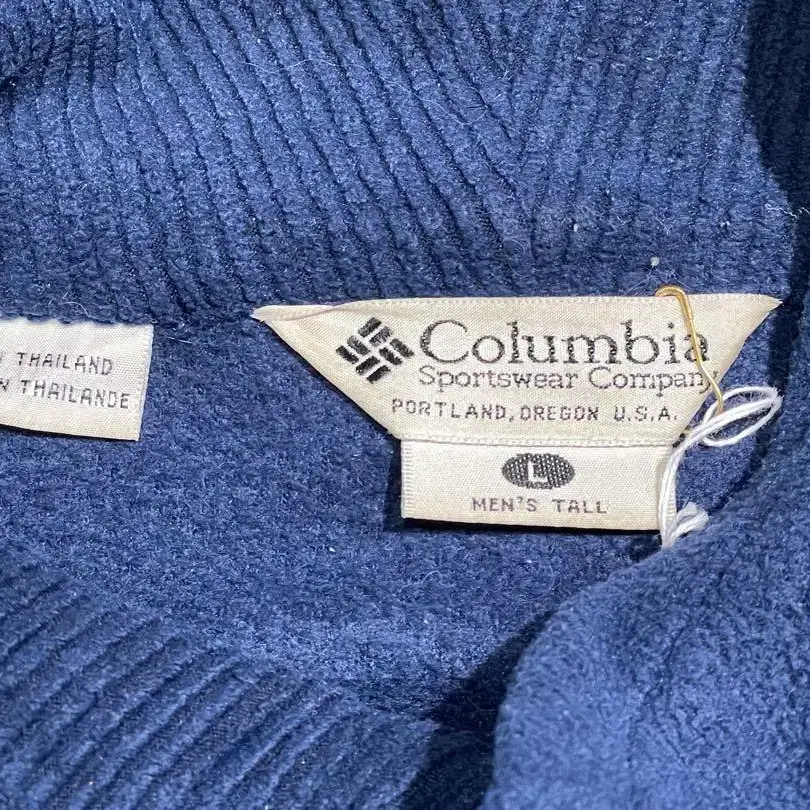 THAILAND
THAILANDE
Columbia
Sportswear Company
PORTLAND, OREGON U.S.A.
L
MEN'S TALL